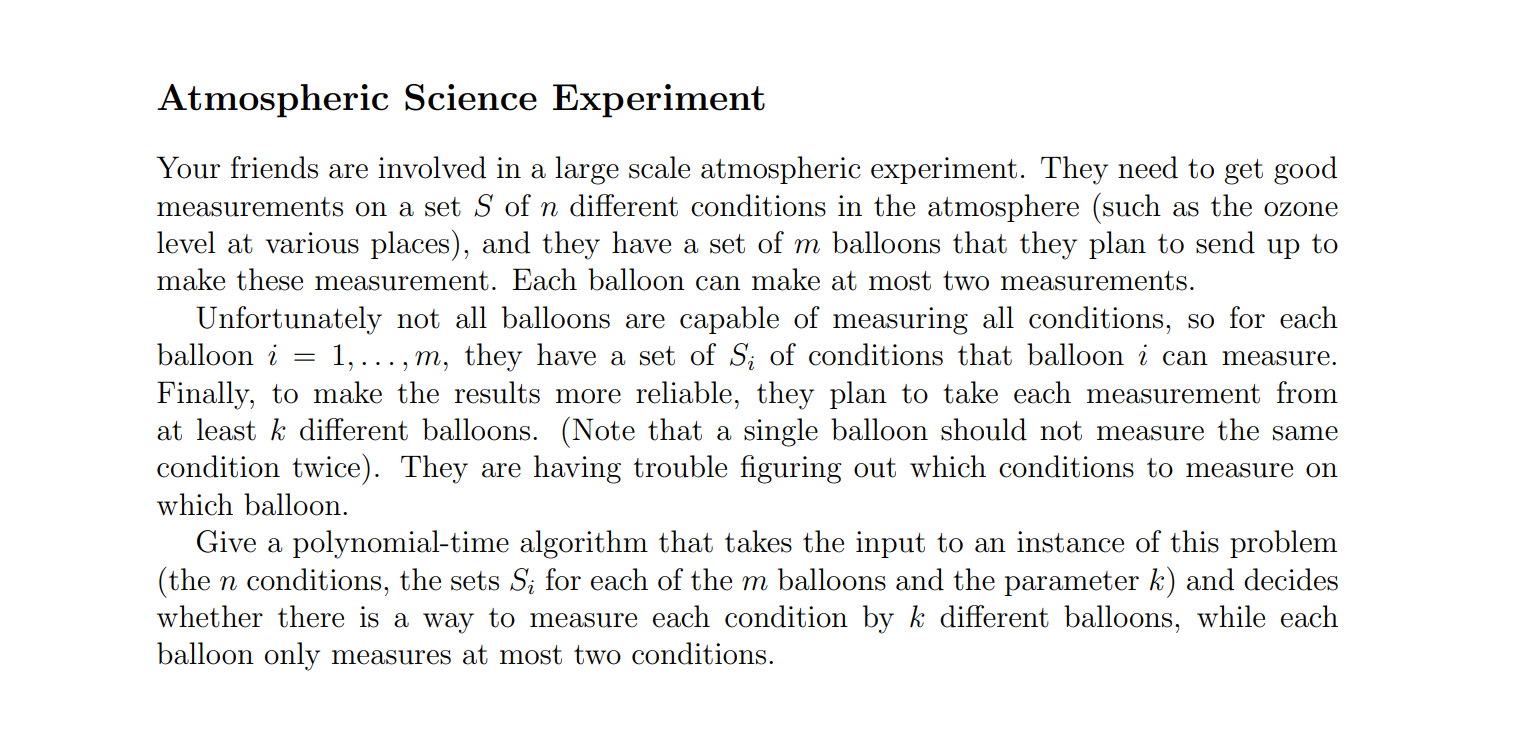 Atmospheric Science Experiment
Your friends are involved in a large scale atmospheric experiment. They need to get good
measurements on a set S of n different conditions in the atmosphere (such as the ozone
level at various places), and they have a set of m balloons that they plan to send up to
make these measurement. Each balloon can make at most two measurements.
Unfortunately not all balloons are capable of measuring all conditions, so for each
balloon i = 1, . . . , m, they have a set of Sᵢ of conditions that balloon i can measure.
Finally, to make the results more reliable, they plan to take each measurement from
at least k different balloons. (Note that a single balloon should not measure the same
condition twice). They are having trouble figuring out which conditions to measure on
which balloon.
Give a polynomial-time algorithm that takes the input to an instance of this problem
(the n conditions, the sets Sᵢ for each of the m balloons and the parameter k) and decides
whether there is a way to measure each condition by k different balloons, while each
balloon only measures at most two conditions.